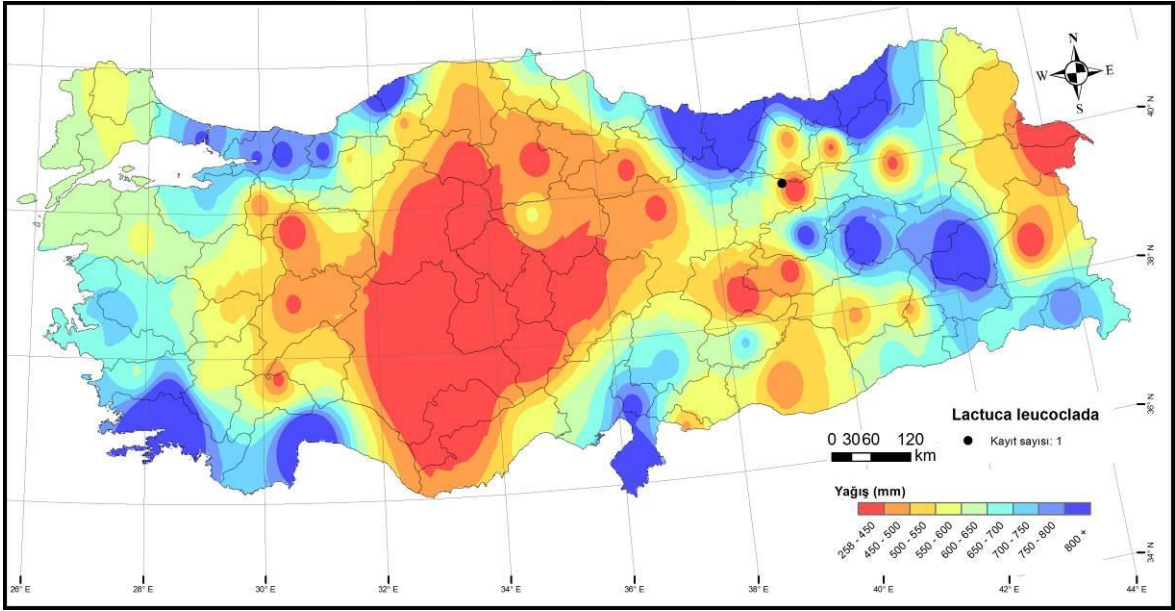 N
W E
S
40° N
38° N
36° N
34° N
Lactuca leucoclada
Kayıt sayısı: 1
0 30 60 120
km
Yağış (mm)
258 - 450
450 - 500
500 - 550
550 - 600
600 - 650
650 - 700
700 - 750
750 - 800
800 +
26° E 28° E 30° E 32° E 34° E 36° E 38° E 40° E 42° E 44° E